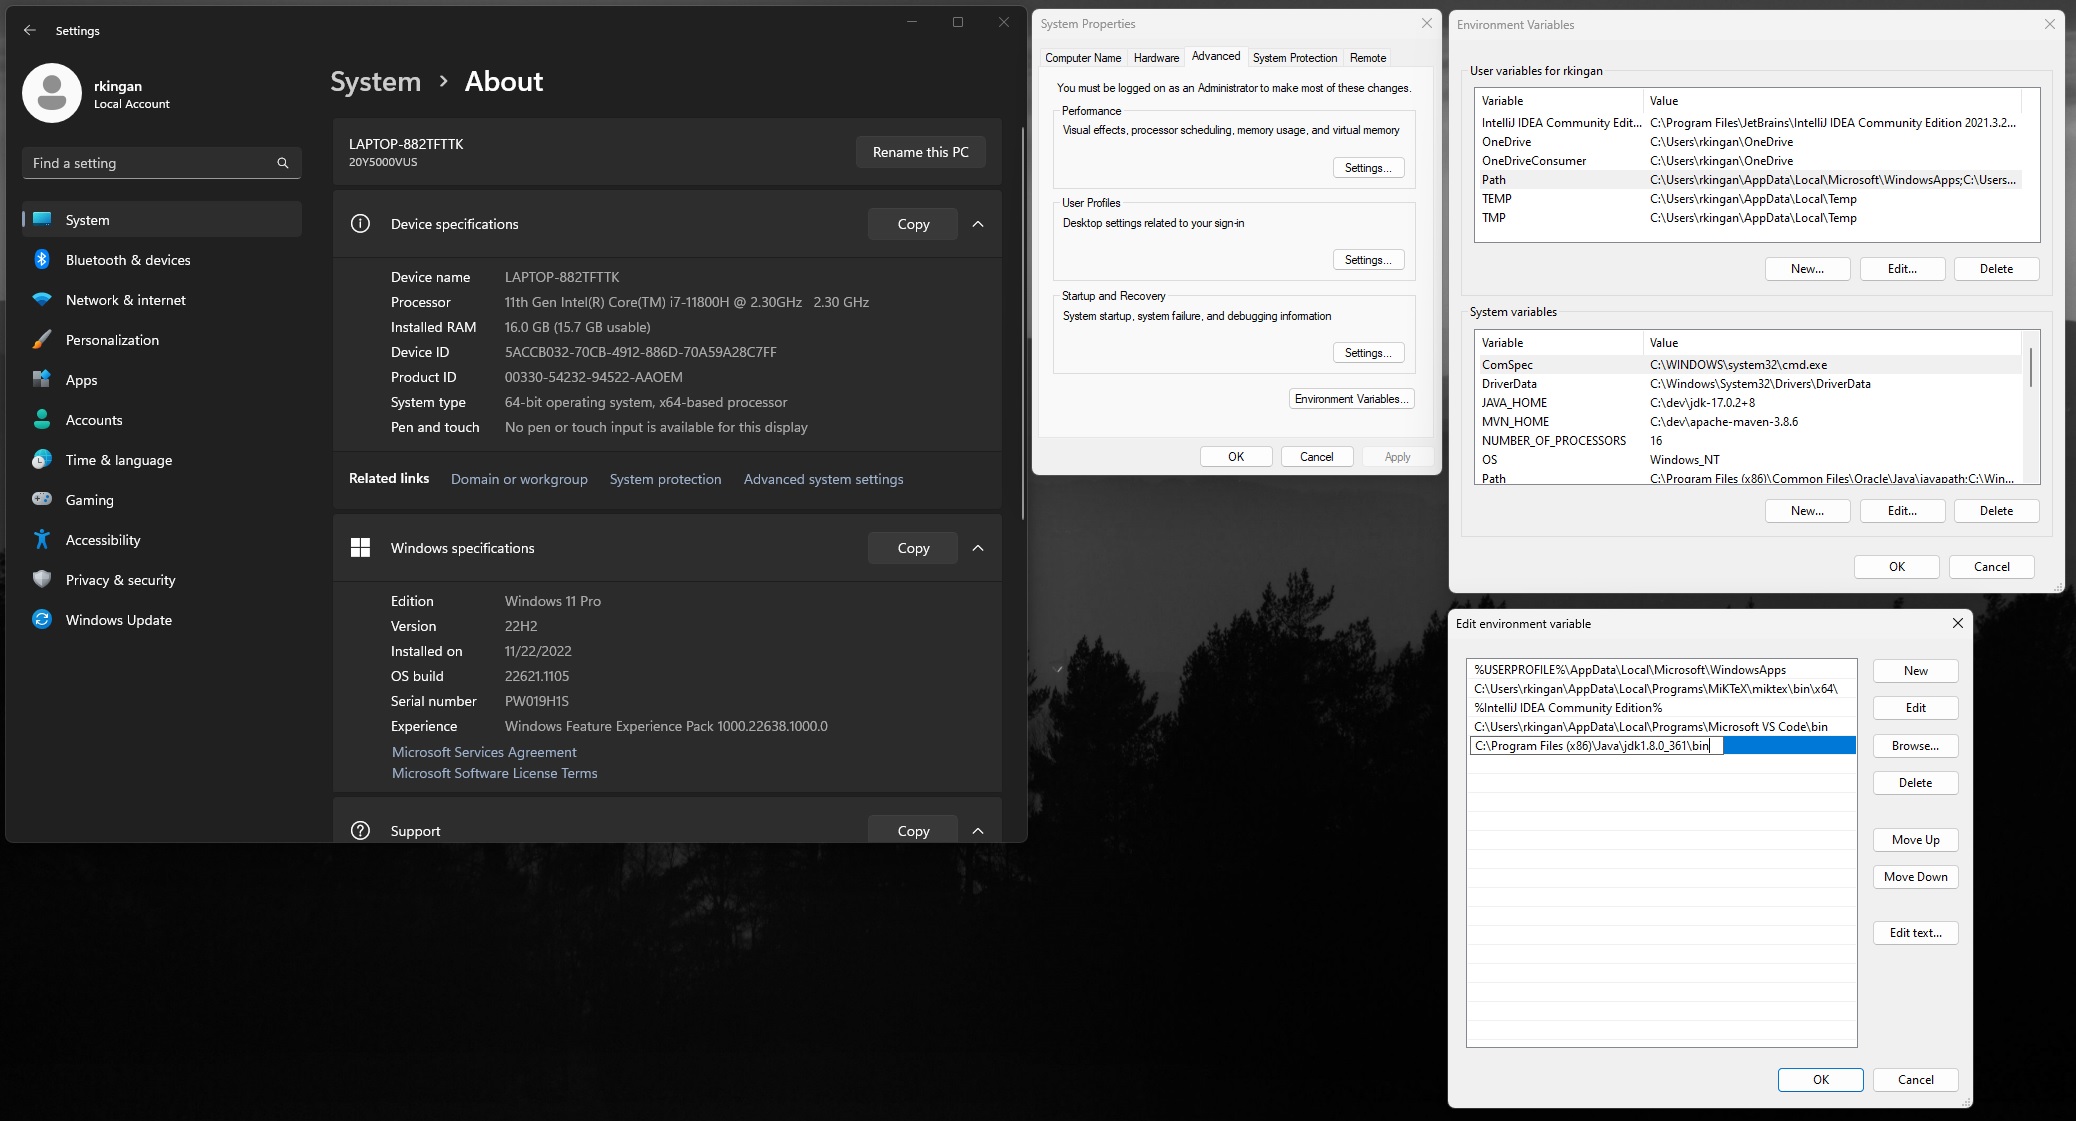 Settings
rkingan
Local Account
Find a setting
System
Bluetooth & devices
Network & internet
Personalization
Apps
Accounts
Time & language
Gaming
Accessibility
Privacy & security
Windows Update
System > About
LAPTOP-882TFTTK
20Y5000VUS
Rename this PC
Device specifications
Copy
Device name LAPTOP-882TFTTK
Processor 11th Gen Intel(R) Core(TM) i7-11800H @ 2.30GHz 2.30 GHz
Installed RAM 16.0 GB (15.7 GB usable)
Device ID 5ACCB032-70CB-4912-886D-70A59A28C7FF
Product ID 00330-54232-94522-AAOEM
System type 64-bit operating system, x64-based processor
Pen and touch No pen or touch input is available for this display
Related links Domain or workgroup System protection Advanced system settings
Windows specifications
Copy
Edition Windows 11 Pro
Version 22H2
Installed on 11/22/2022
OS build 22621.1105
Serial number PW019H1S
Experience Windows Feature Experience Pack 1000.22638.1000.0
Microsoft Services Agreement
Microsoft Software License Terms
Support
Copy
System Properties
Computer Name Hardware Advanced System Protection Remote
You must be logged on as an Administrator to make most of these changes.
Performance
Visual effects, processor scheduling, memory usage, and virtual memory
Settings...
User Profiles
Desktop settings related to your sign-in
Settings...
Startup and Recovery
System startup, system failure, and debugging information
Settings...
Environment Variables...
OK Cancel Apply
Environment Variables
User variables for rkingan
Variable Value
IntelliJ IDEA Community Edit... C:\Program Files\JetBrains\IntelliJ IDEA Community Edition 2021.3.2...
OneDrive C:\Users\rkingan\OneDrive
OneDriveConsumer C:\Users\rkingan\OneDrive
Path C:\Users\rkingan\AppData\Local\Microsoft\WindowsApps;C:\Users...
TEMP C:\Users\rkingan\AppData\Local\Temp
TMP C:\Users\rkingan\AppData\Local\Temp
New... Edit... Delete
System variables
Variable Value
ComSpec C:\WINDOWS\system32\cmd.exe
DriverData C:\Windows\System32\Drivers\DriverData
JAVA_HOME C:\dev\jdk-17.0.2+8
MVN_HOME C:\dev\apache-maven-3.8.6
NUMBER_OF_PROCESSORS 16
OS Windows_NT
Path C:\Program Files (x86)\Common Files\Oracle\Java\javapath;C:\Win...
New... Edit... Delete
OK Cancel
Edit environment variable
%USERPROFILE%\AppData\Local\Microsoft\WindowsApps
C:\Users\rkingan\AppData\Local\Programs\MiKTeX\miktex\bin\x64\
%IntelliJ IDEA Community Edition%
C:\Users\rkingan\AppData\Local\Programs\Microsoft VS Code\bin
C:\Program Files (x86)\Java\jdk1.8.0_361\bin
New
Edit
Browse...
Delete
Move Up
Move Down
Edit text...
OK Cancel